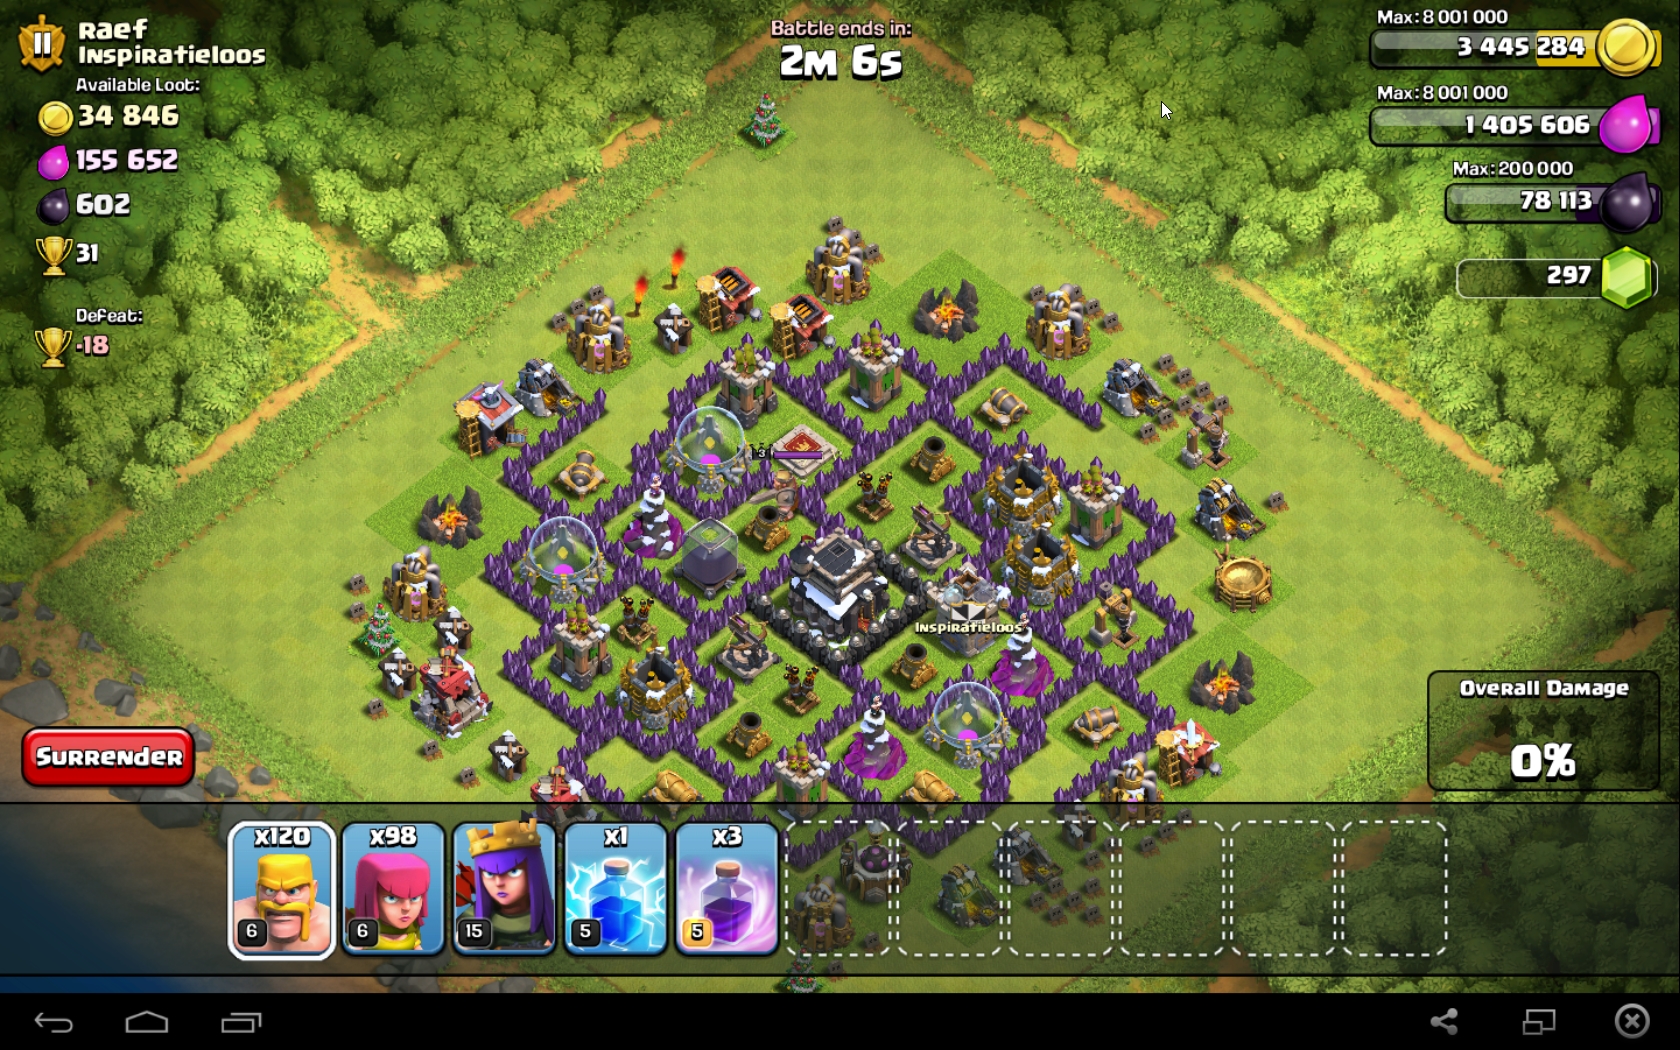 Raef
Inspiratieloos
Available Loot:
34 846
155 652
602
31
Defeat:
-18
Battle ends in:
2M 6s
Max: 8 001 000
3 445 284
Max: 8 001 000
1 405 606
Max: 200 000
78 113
297
3
Inspiratieloos
Surrender
Overall Damage
0%
x120
x98
x1
x3
6
6
15
5
5